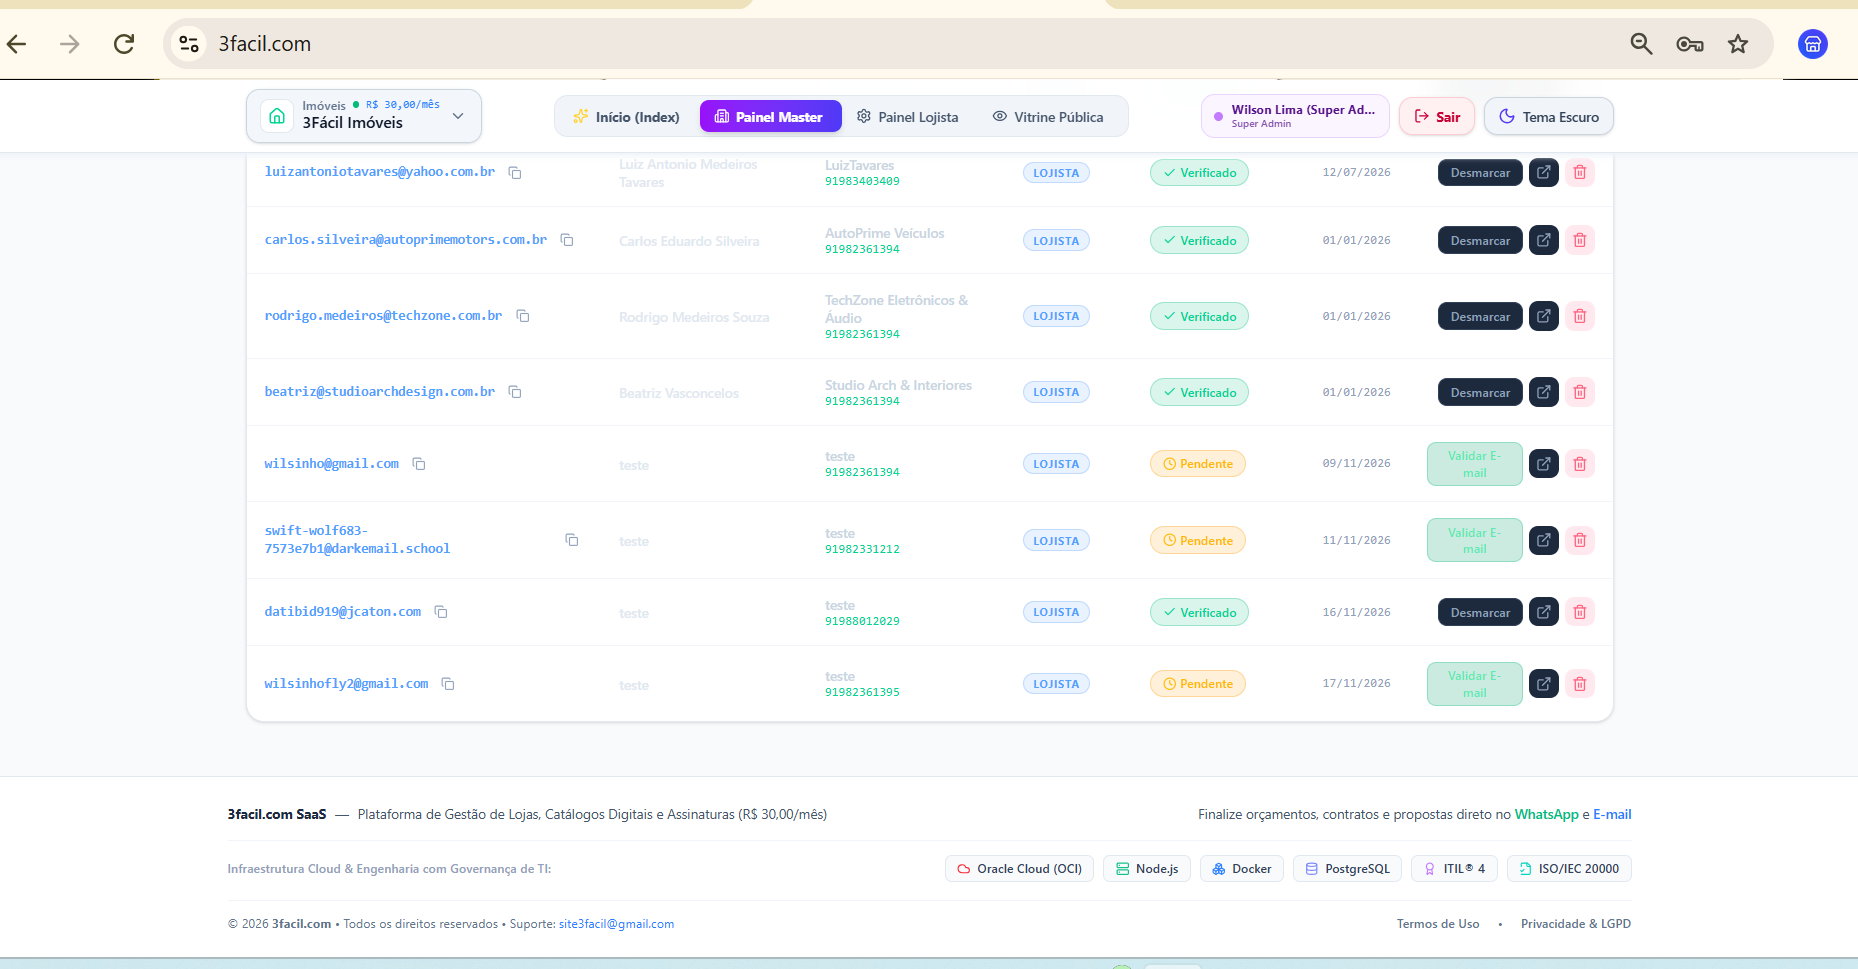 3facil.com
Imóveis R$ 30,00/mês
3Fácil Imóveis
Início (Index)
Painel Master
Painel Lojista
Vitrine Pública
Wilson Lima (Super Ad...
Super Admin
Sair
Tema Escuro
luizantoniotavares@yahoo.com.br
Luiz Antonio Medeiros
Tavares
LuizTavares
91983403409
LOJISTA
Verificado
12/07/2026
Desmarcar
carlos.silveira@autoprimemotors.com.br
Carlos Eduardo Silveira
AutoPrime Veículos
91982361394
LOJISTA
Verificado
01/01/2026
Desmarcar
rodrigo.medeiros@techzone.com.br
Rodrigo Medeiros Souza
TechZone Eletrônicos &
Áudio
91982361394
LOJISTA
Verificado
01/01/2026
Desmarcar
beatriz@studioarchdesign.com.br
Beatriz Vasconcelos
Studio Arch & Interiores
91982361394
LOJISTA
Verificado
01/01/2026
Desmarcar
wilsinho@gmail.com
teste
teste
91982361394
LOJISTA
Pendente
09/11/2026
Validar E-
mail
swift-wolf683-
7573e7b1@darkemail.school
teste
teste
91982331212
LOJISTA
Pendente
11/11/2026
Validar E-
mail
datibid919@jcaton.com
teste
teste
91988012029
LOJISTA
Verificado
16/11/2026
Desmarcar
wilsinhofly2@gmail.com
teste
teste
91982361395
LOJISTA
Pendente
17/11/2026
Validar E-
mail
3facil.com SaaS — Plataforma de Gestão de Lojas, Catálogos Digitais e Assinaturas (R$ 30,00/mês)
Finalize orçamentos, contratos e propostas direto no WhatsApp e E-mail
Infraestrutura Cloud & Engenharia com Governança de TI:
Oracle Cloud (OCI)
Node.js
Docker
PostgreSQL
ITIL® 4
ISO/IEC 20000
© 2026 3facil.com • Todos os direitos reservados • Suporte: site3facil@gmail.com
Termos de Uso • Privacidade & LGPD